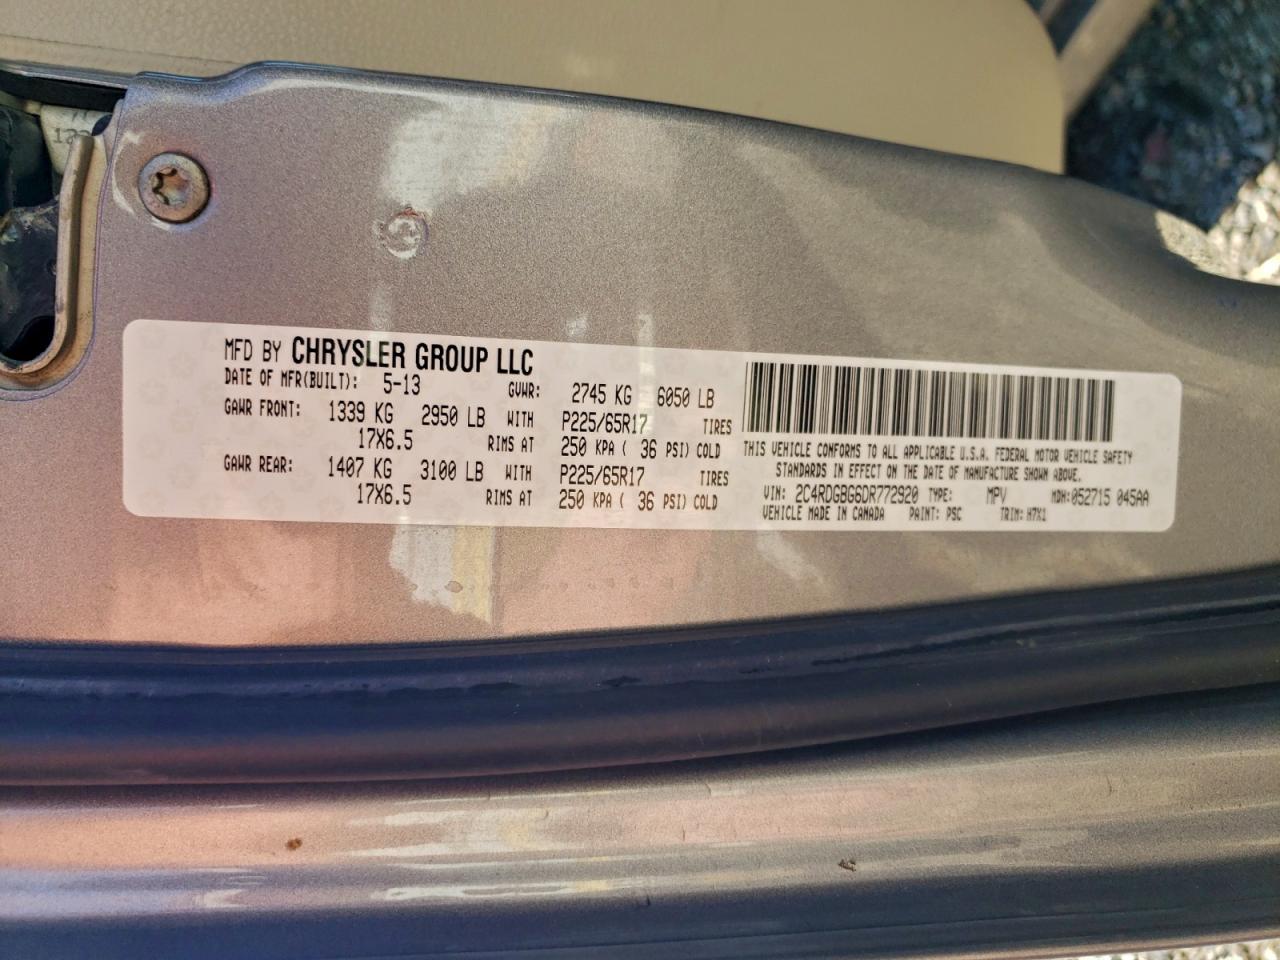 MFD BY CHRYSLER GROUP LLC
DATE OF MFR(BUILT): 5-13 GVWR: 2745 KG 6050 LB
GAWR FRONT: 1339 KG 2950 LB WITH P225/65R17 TIRES
17X6.5 RIMS AT 250 KPA ( 36 PSI) COLD
GAWR REAR: 1407 KG 3100 LB WITH P225/65R17 TIRES
17X6.5 RIMS AT 250 KPA ( 36 PSI) COLD
THIS VEHICLE CONFORMS TO ALL APPLICABLE U.S.A. FEDERAL MOTOR VEHICLE SAFETY
STANDARDS IN EFFECT ON THE DATE OF MANUFACTURE SHOWN ABOVE.
VIN: 2C4RDGBG6DR772920 TYPE: MPV MDH:052715 045AA
VEHICLE MADE IN CANADA PAINT: PSC TRIM: H7X1